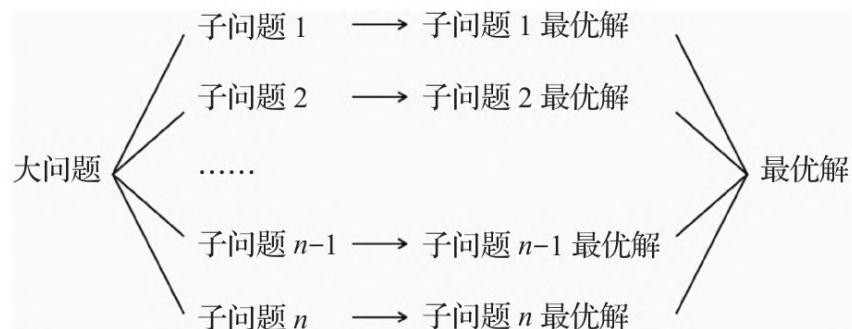 子问题 1 → 子问题 1 最优解
子问题 2 → 子问题 2 最优解
大问题 …… 最优解
子问题 n-1 → 子问题 n-1 最优解
子问题 n → 子问题 n 最优解